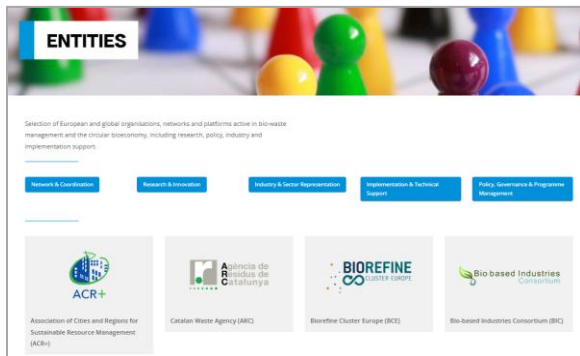 ENTITIES
Selection of European and global organisations, networks and platforms active in bio-waste
management and the circular bioeconomy, including research, policy, industry and
implementation support.
Network & Coordination
Research & Innovation
Industry & Sector Representation
Implementation & Technical
Support
Policy, Governance & Programme
Management
ACR+
Agència de
Residus de
Catalunya
BIOREFINE
CLUSTER EUROPE
Biobased Industries
Consortium
Association of Cities and Regions for
Sustainable Resource Management
(ACR+)
Catalan Waste Agency (ARC)
Biorefine Cluster Europe (BCE)
Bio-based Industries Consortium (BIC)